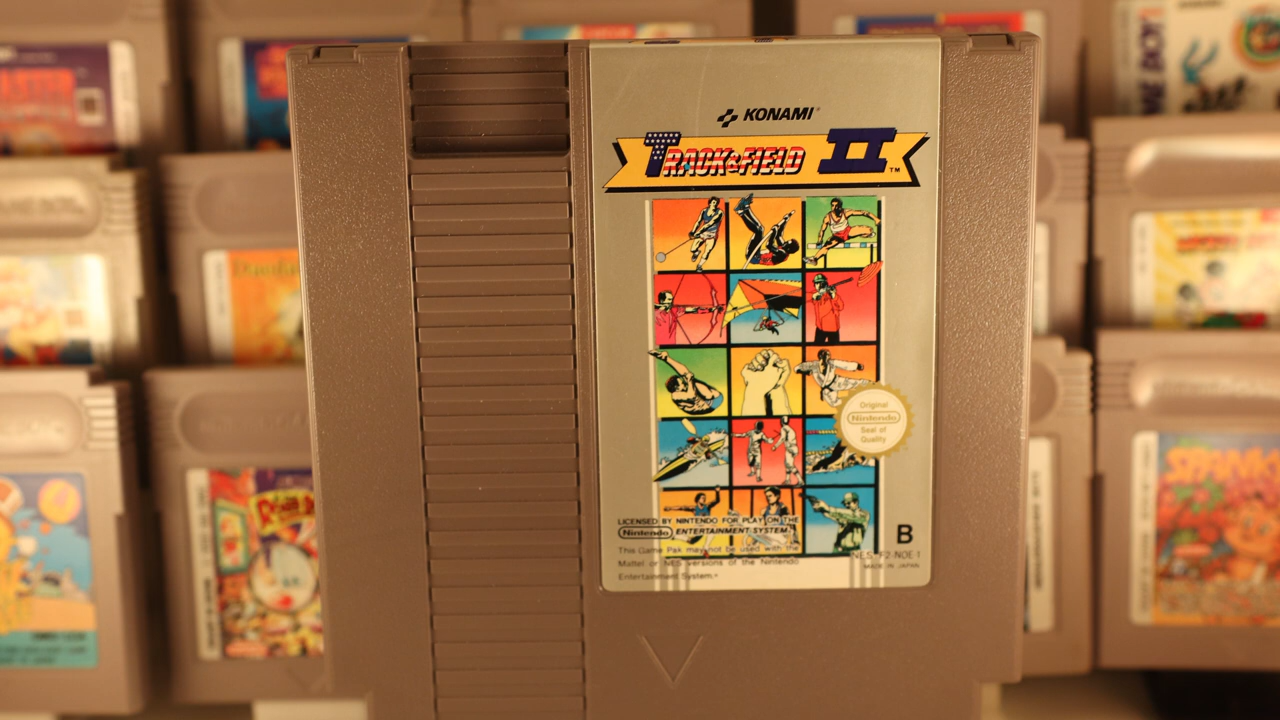 KONAMI®
TRACK & FIELD II ™
Original
Nintendo
Seal of
Quality
LICENSED BY NINTENDO FOR PLAY ON THE
Nintendo ENTERTAINMENT SYSTEM
B
This Game Pak may not be used with the
Mattel or NES versions of the Nintendo
Entertainment System.
NES-F2-NOE-1
MADE IN JAPAN
GAME BOY